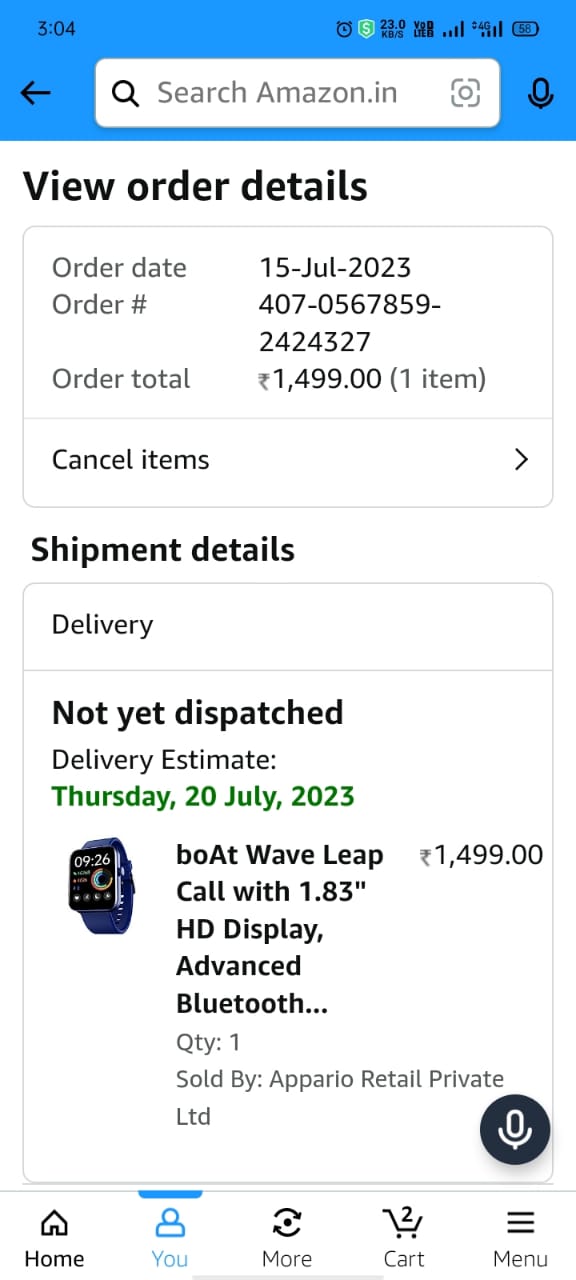 3:04
23.0 KB/S
4G
58
Search Amazon.in
View order details
Order date 15-Jul-2023
Order # 407-0567859-
2424327
Order total ₹1,499.00 (1 item)
Cancel items
Shipment details
Delivery
Not yet dispatched
Delivery Estimate:
Thursday, 20 July, 2023
09:26
boAt Wave Leap ₹1,499.00
Call with 1.83"
HD Display,
Advanced
Bluetooth...
Qty: 1
Sold By: Appario Retail Private
Ltd
2
Home You More Cart Menu